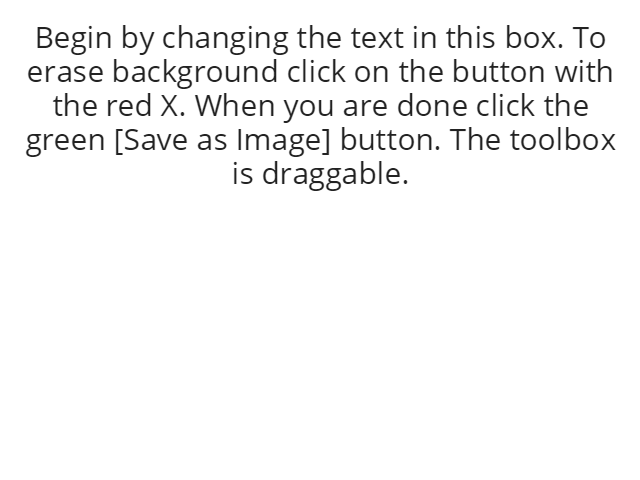 Begin by changing the text in this box. To
erase background click on the button with
the red X. When you are done click the
green [Save as Image] button. The toolbox
is draggable.